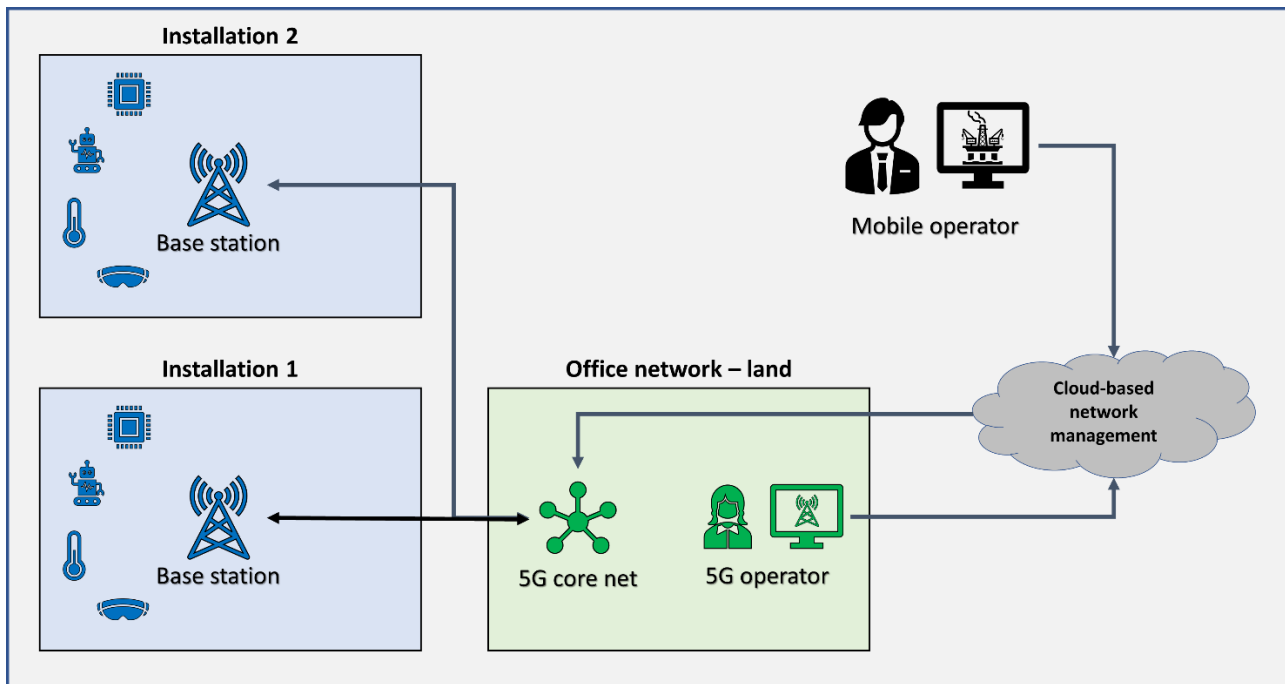 Installation 2
Base station
Mobile operator
Installation 1
Base station
Office network – land
5G core net
5G operator
Cloud-based
network
management